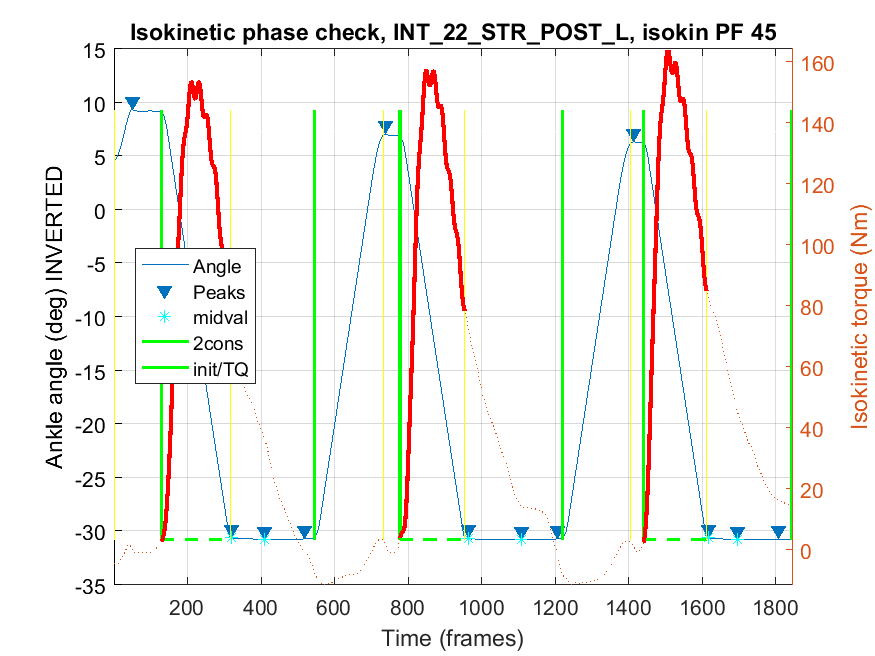 Isokinetic phase check, INT_22_STR_POST_L, isokin PF 45
15
10
5
0
-5
-10
-15
-20
-25
-30
-35
Ankle angle (deg) INVERTED
160
140
120
100
80
60
40
20
0
Isokinetic torque (Nm)
Angle
Peaks
midval
2cons
init/TQ
200 400 600 800 1000 1200 1400 1600 1800
Time (frames)